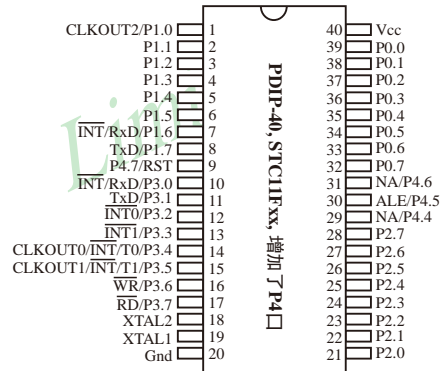 CLKOUT2/P1.0 1 40 Vcc
P1.1 2 39 P0.0
P1.2 3 38 P0.1
P1.3 4 37 P0.2
P1.4 5 36 P0.3
P1.5 6 35 P0.4
INT/RxD/P1.6 7 34 P0.5
TxD/P1.7 8 33 P0.6
P4.7/RST 9 32 P0.7
INT/RxD/P3.0 10 31 NA/P4.6
TxD/P3.1 11 30 ALE/P4.5
INT0/P3.2 12 29 NA/P4.4
INT1/P3.3 13 28 P2.7
CLKOUT0/INT/T0/P3.4 14 27 P2.6
CLKOUT1/INT/T1/P3.5 15 26 P2.5
WR/P3.6 16 25 P2.4
RD/P3.7 17 24 P2.3
XTAL2 18 23 P2.2
XTAL1 19 22 P2.1
Gnd 20 21 P2.0
PDIP-40, STC11Fxx, 增加了P4口